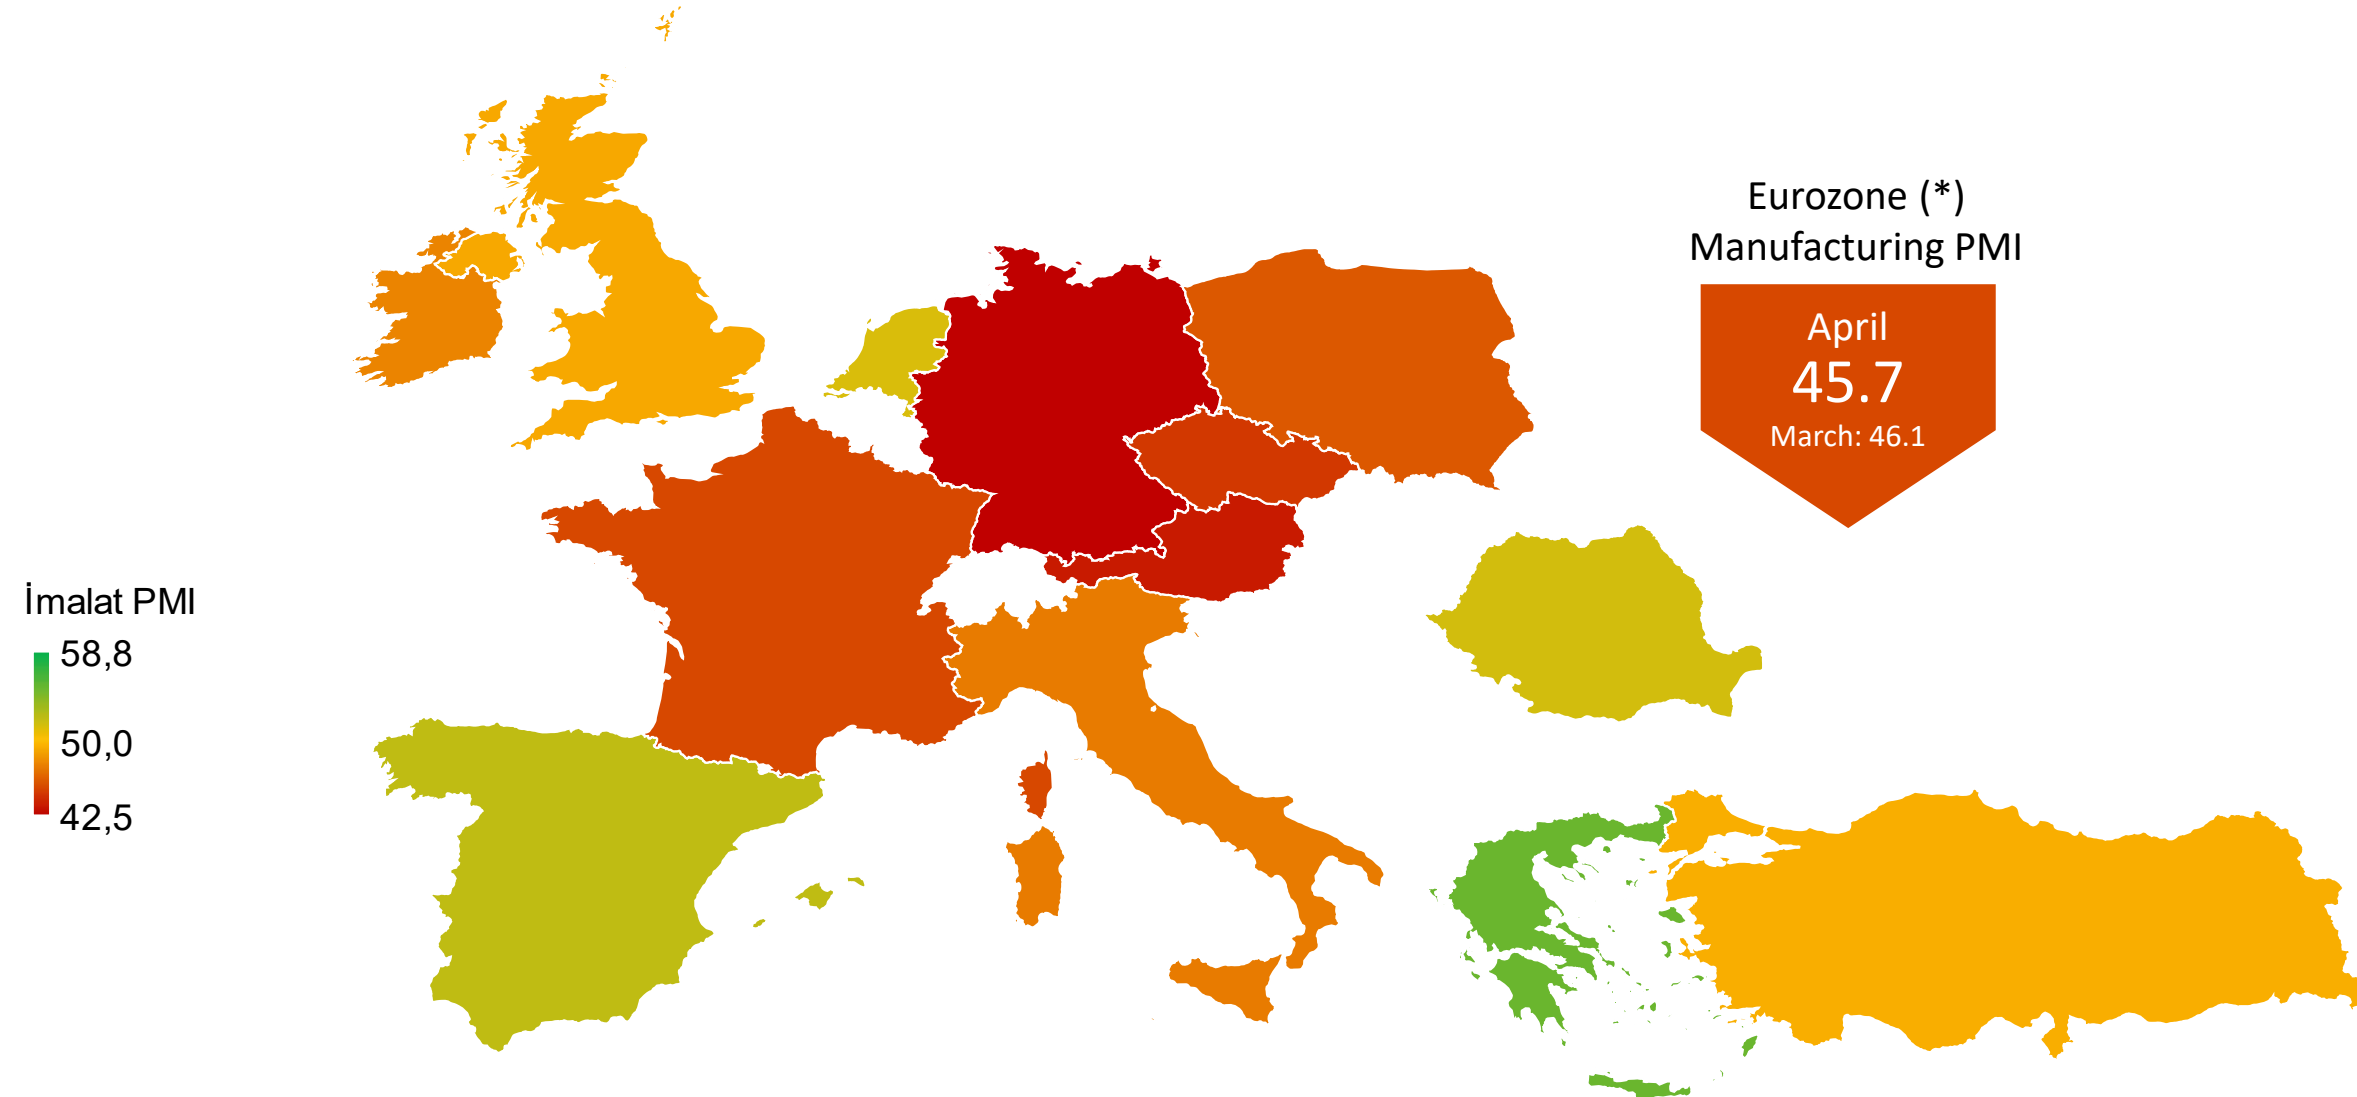 Eurozone (*)
Manufacturing PMI
April
45.7
March: 46.1
İmalat PMI
58,8
50,0
42,5